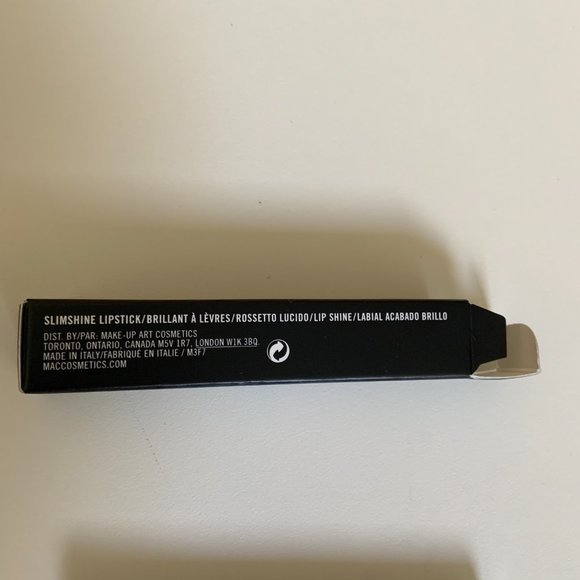 SLIMSHINE LIPSTICK/BRILLANT À LÈVRES/ROSSETTO LUCIDO/LIP SHINE/LABIAL ACABADO BRILLO
DIST. BY/PAR: MAKE-UP ART COSMETICS
TORONTO, ONTARIO, CANADA M5V 1R7, LONDON W1K 3BQ.
MADE IN ITALY/FABRIQUÉ EN ITALIE / M3F7
MACCOSMETICS.COM